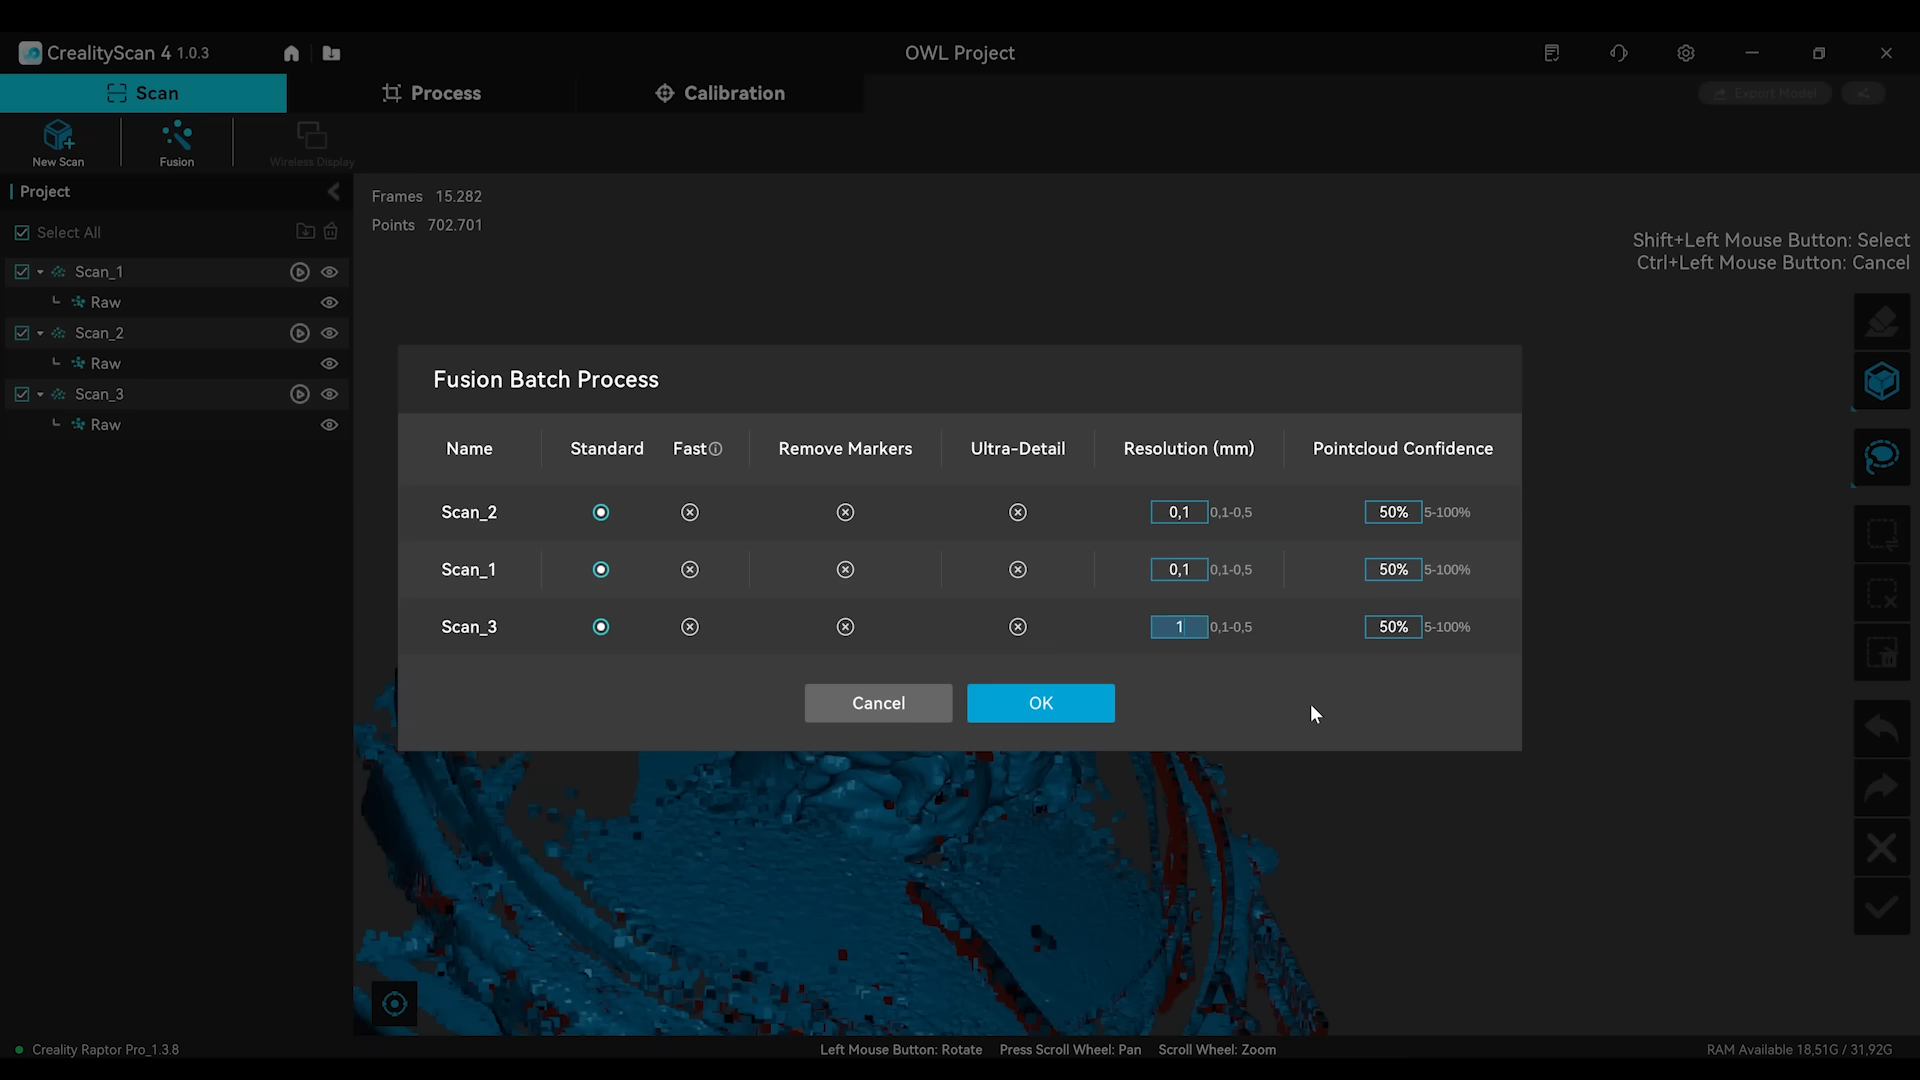 CrealityScan 4 1.0.3
OWL Project
Scan
Process
Calibration
Export Model
New Scan
Fusion
Wireless Display
Project
Select All
Scan_1
Raw
Scan_2
Raw
Scan_3
Raw
Frames 15.282
Points 702.701
Shift+Left Mouse Button: Select
Ctrl+Left Mouse Button: Cancel
Fusion Batch Process
Name Standard Fast Remove Markers Ultra-Detail Resolution (mm) Pointcloud Confidence
Scan_2 0,1 0,1-0,5 50% 5-100%
Scan_1 0,1 0,1-0,5 50% 5-100%
Scan_3 1 0,1-0,5 50% 5-100%
Cancel OK
Creality Raptor Pro_1.3.8
Left Mouse Button: Rotate Press Scroll Wheel: Pan Scroll Wheel: Zoom
RAM Available 18,51G / 31,92G